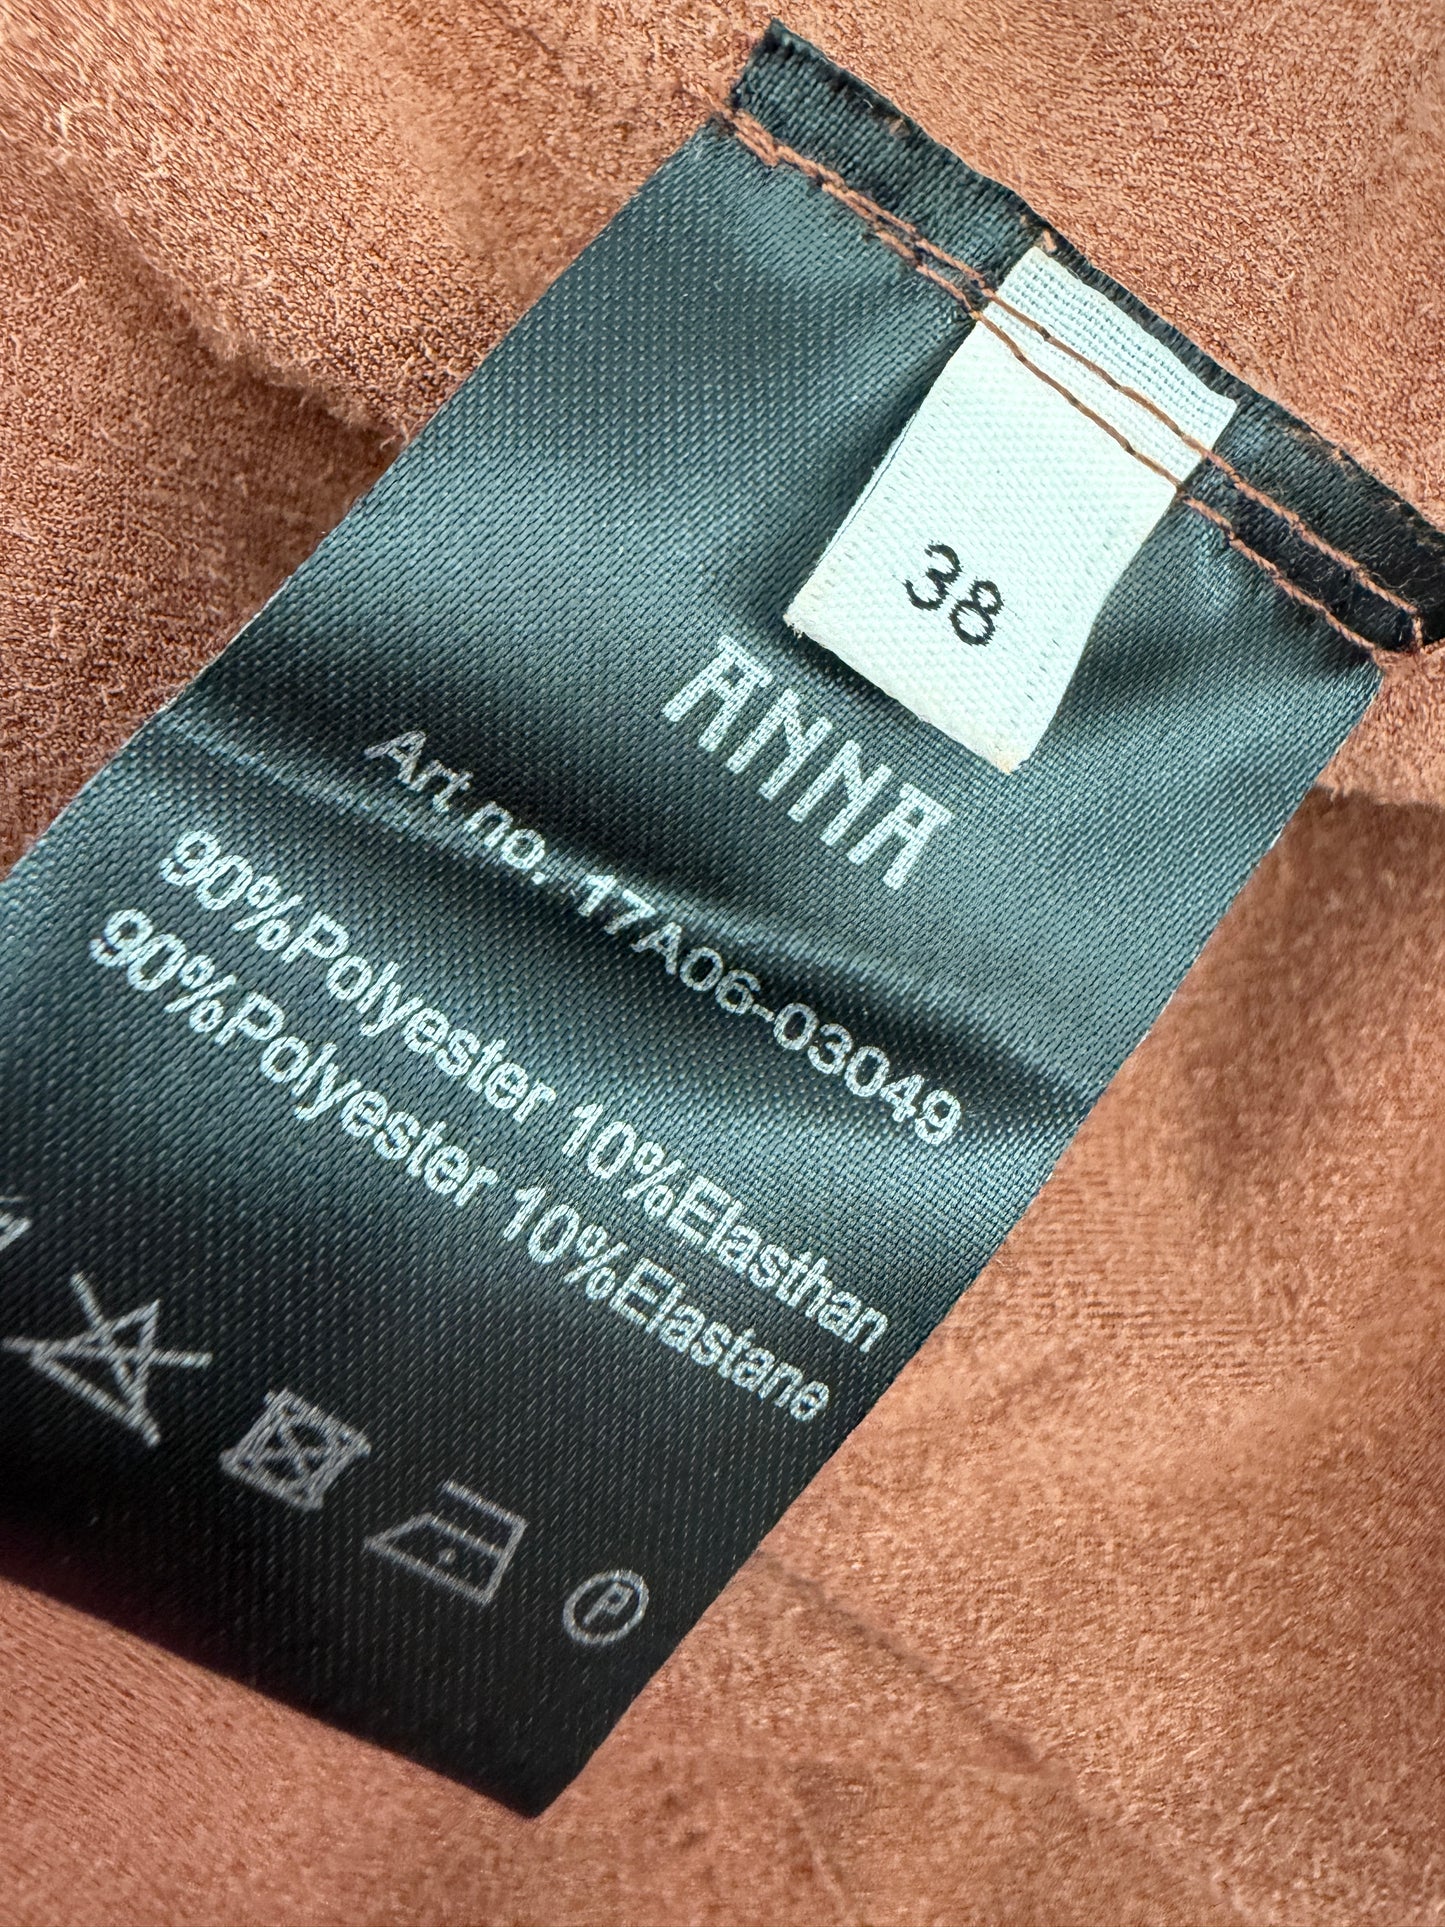 38
ANNA
Art no. 17A06-03049
90%Polyester 10%Elasthan
90%Polyester 10%Elastane
P